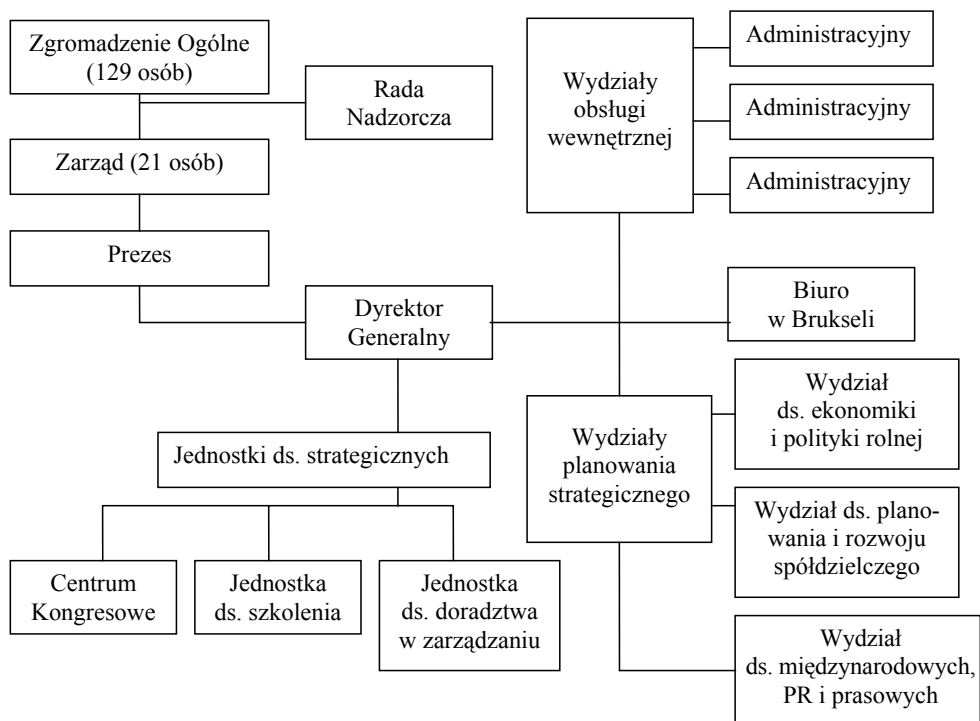 Zgromadzenie Ogólne
(129 osób)
Rada
Nadzorcza
Zarząd (21 osób)
Prezes
Dyrektor
Generalny
Jednostki ds. strategicznych
Centrum
Kongresowe
Jednostka
ds. szkolenia
Jednostka
ds. doradztwa
w zarządzaniu
Wydziały
obsługi
wewnętrznej
Administracyjny
Administracyjny
Administracyjny
Biuro
w Brukseli
Wydziały
planowania
strategicznego
Wydział
ds. ekonomiki
i polityki rolnej
Wydział ds. plano-
wania i rozwoju
spółdzielczego
Wydział
ds. międzynarodowych,
PR i prasowych